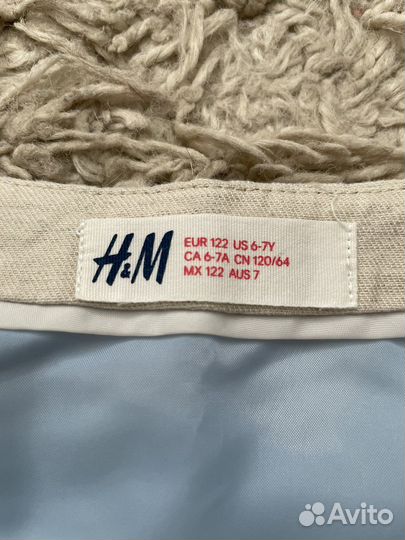 H&M
EUR 122 US 6-7Y
CA 6-7A CN 120/64
MX 122 AUS 7
Avito